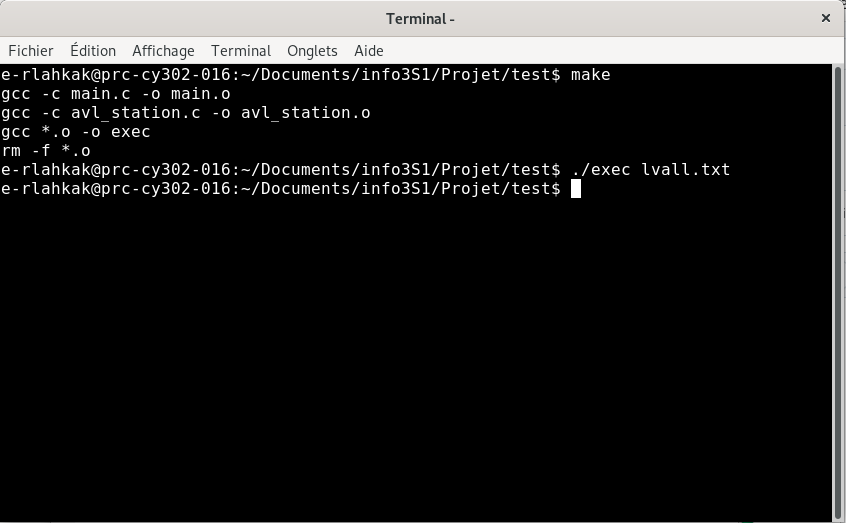 Terminal -
Fichier Édition Affichage Terminal Onglets Aide
e-rlahkak@prc-cy302-016:~/Documents/info3S1/Projet/test$ make
gcc -c main.c -o main.o
gcc -c avl_station.c -o avl_station.o
gcc *.o -o exec
rm -f *.o
e-rlahkak@prc-cy302-016:~/Documents/info3S1/Projet/test$ ./exec lvall.txt
e-rlahkak@prc-cy302-016:~/Documents/info3S1/Projet/test$